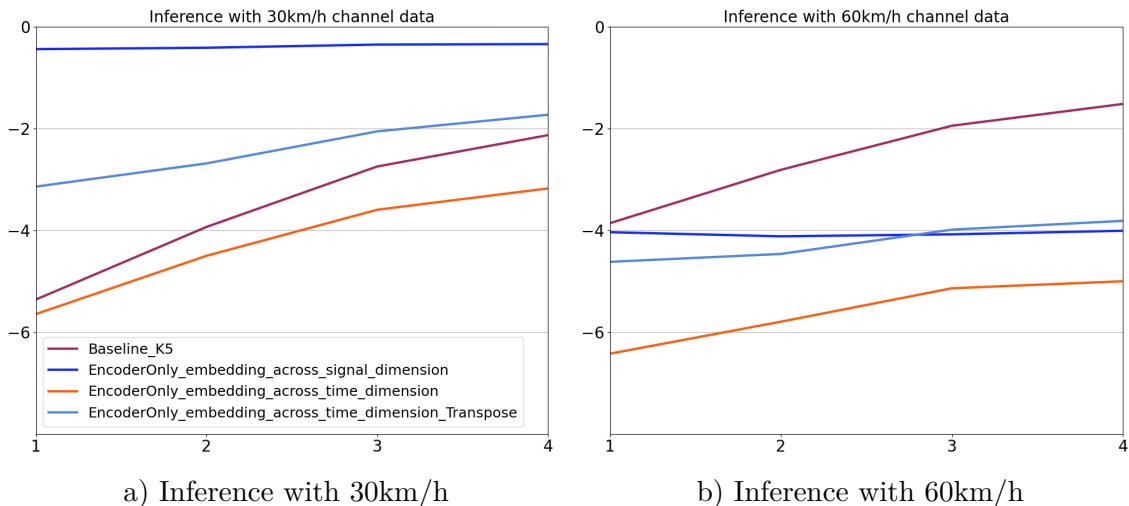 Inference with 30km/h channel data
0
−2
−4
−6
1
2
3
4
Baseline_K5
EncoderOnly_embedding_across_signal_dimension
EncoderOnly_embedding_across_time_dimension
EncoderOnly_embedding_across_time_dimension_Transpose
a) Inference with 30km/h
Inference with 60km/h channel data
0
−2
−4
−6
1
2
3
4
b) Inference with 60km/h